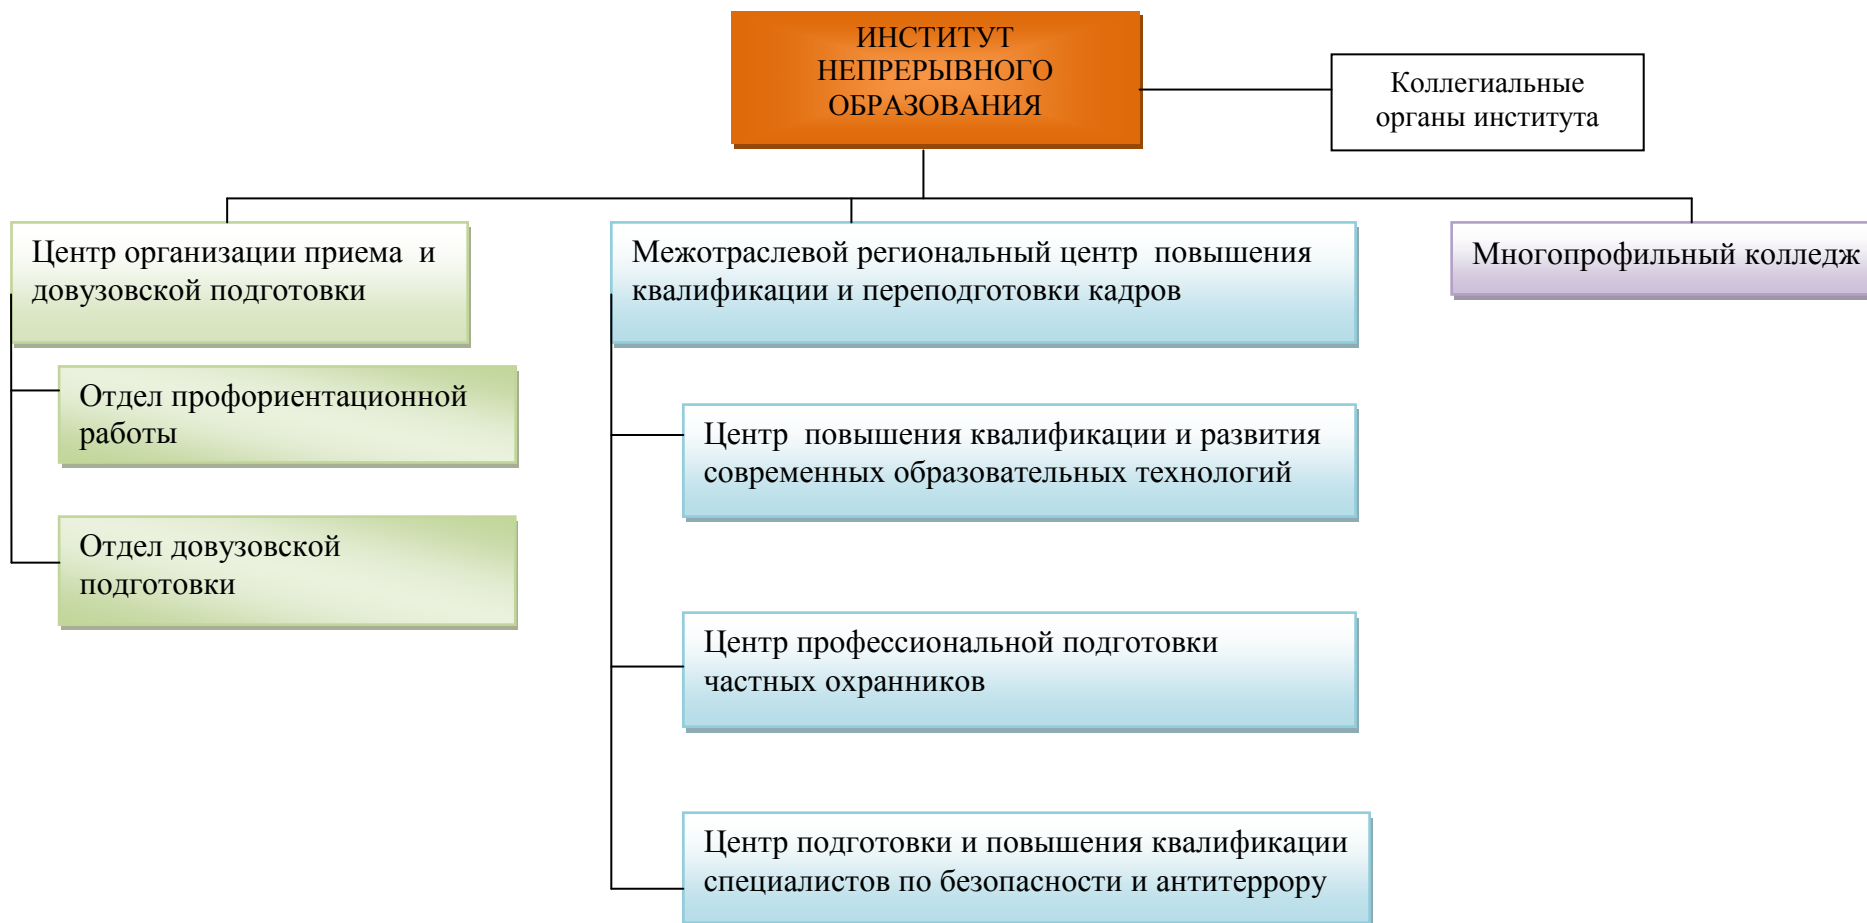 ИНСТИТУТ
НЕПРЕРЫВНОГО
ОБРАЗОВАНИЯ
Коллегиальные
органы института
Центр организации приема и
довузовской подготовки
Отдел профориентационной
работы
Отдел довузовской
подготовки
Межотраслевой региональный центр повышения
квалификации и переподготовки кадров
Центр повышения квалификации и развития
современных образовательных технологий
Центр профессиональной подготовки
частных охранников
Центр подготовки и повышения квалификации
специалистов по безопасности и антитеррору
Многопрофильный колледж